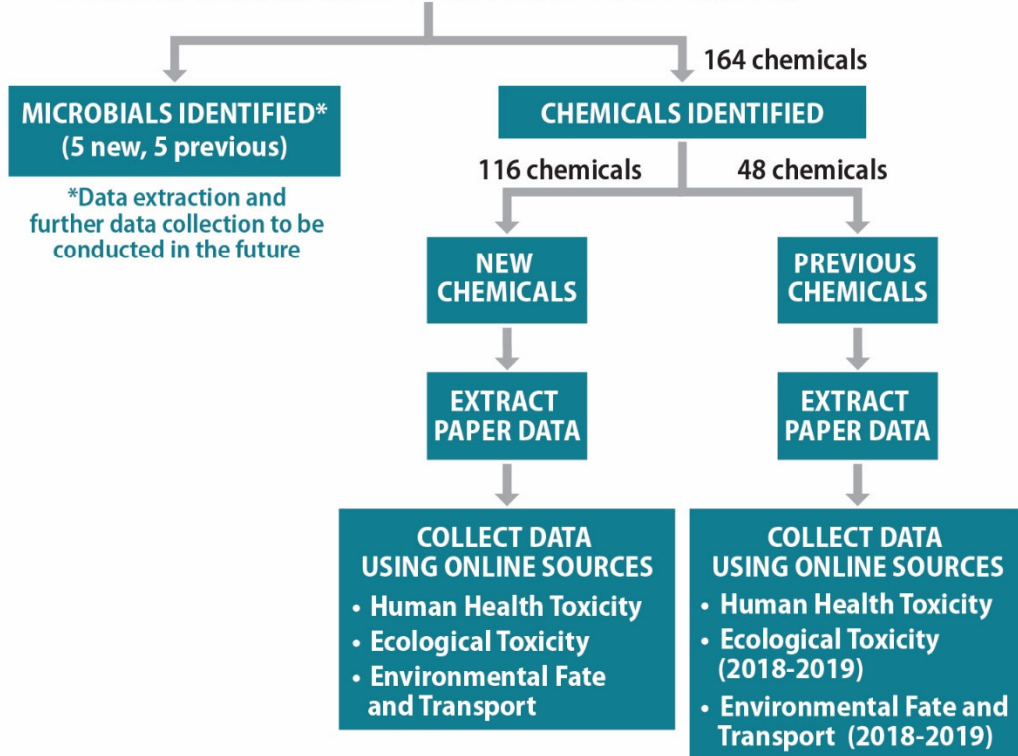 164 chemicals
MICROBIALS IDENTIFIED*
(5 new, 5 previous)
CHEMICALS IDENTIFIED
*Data extraction and
further data collection to be
conducted in the future
116 chemicals
48 chemicals
NEW
CHEMICALS
PREVIOUS
CHEMICALS
EXTRACT
PAPER DATA
EXTRACT
PAPER DATA
COLLECT DATA
USING ONLINE SOURCES
• Human Health Toxicity
• Ecological Toxicity
• Environmental Fate
and Transport
COLLECT DATA
USING ONLINE SOURCES
• Human Health Toxicity
• Ecological Toxicity
(2018-2019)
• Environmental Fate and
Transport (2018-2019)